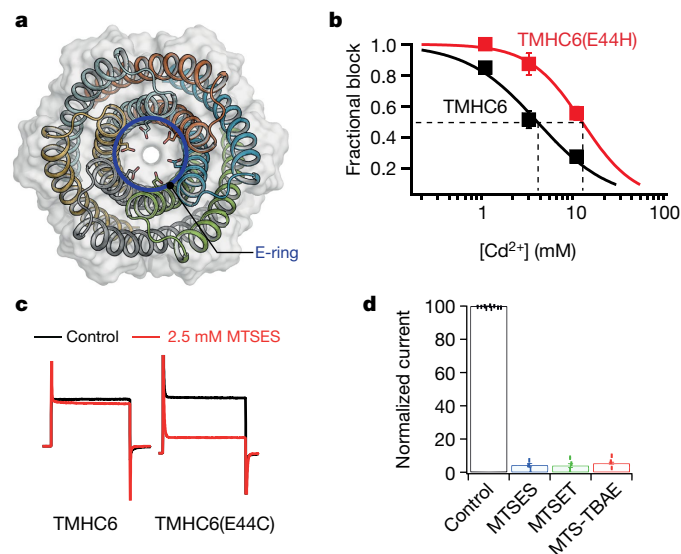 a
E-ring
b
TMHC6(E44H)
TMHC6
Fractional block
1.0
0.8
0.6
0.4
0.2
1
10
100
[Cd2+] (mM)
c
Control
2.5 mM MTSES
TMHC6
TMHC6(E44C)
d
Normalized current
100
80
60
40
20
0
Control
MTSES
MTSET
MTS-TBAE